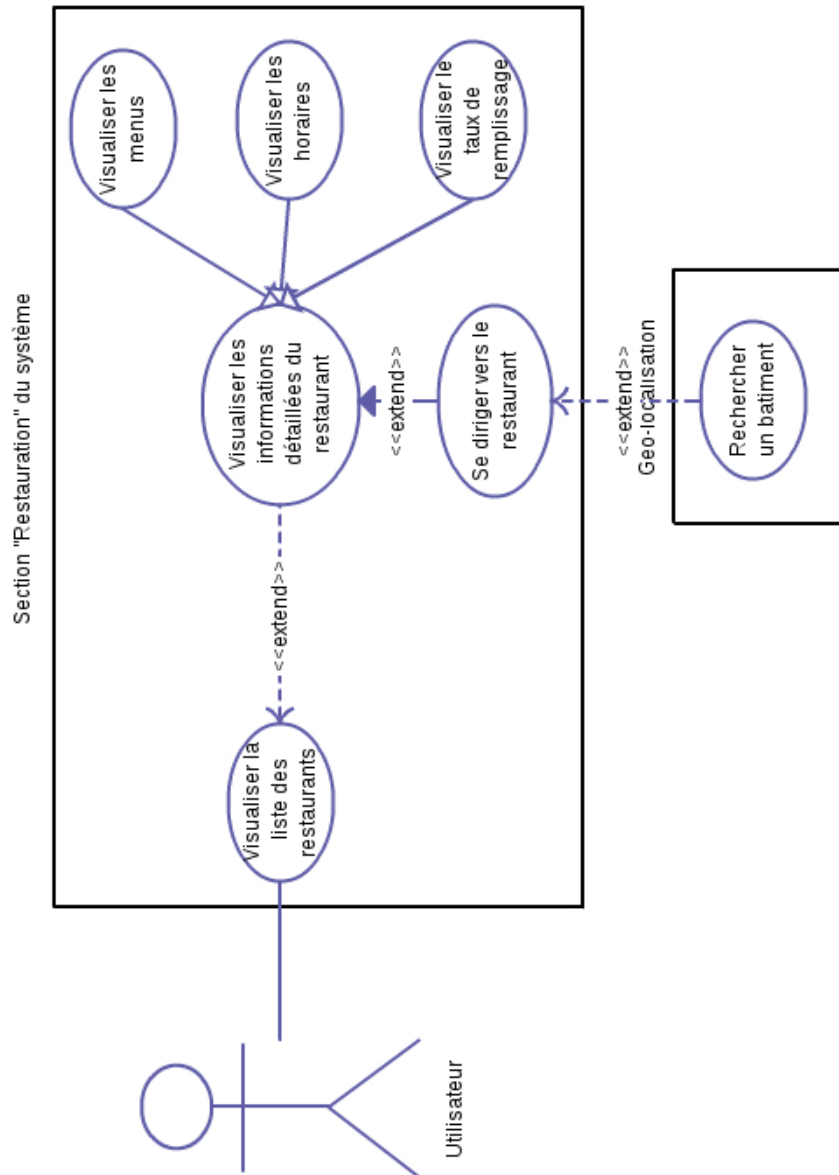 Section "Restauration" du système
Utilisateur
Visualiser la
liste des
restaurants
<<extend>>
Visualiser les
informations
détaillées du
restaurant
Visualiser les
menus
Visualiser les
horaires
Visualiser le
taux de
remplissage
<<extend>>
Se diriger vers le
restaurant
<<extend>>
Geo-localisation
Rechercher
un batiment